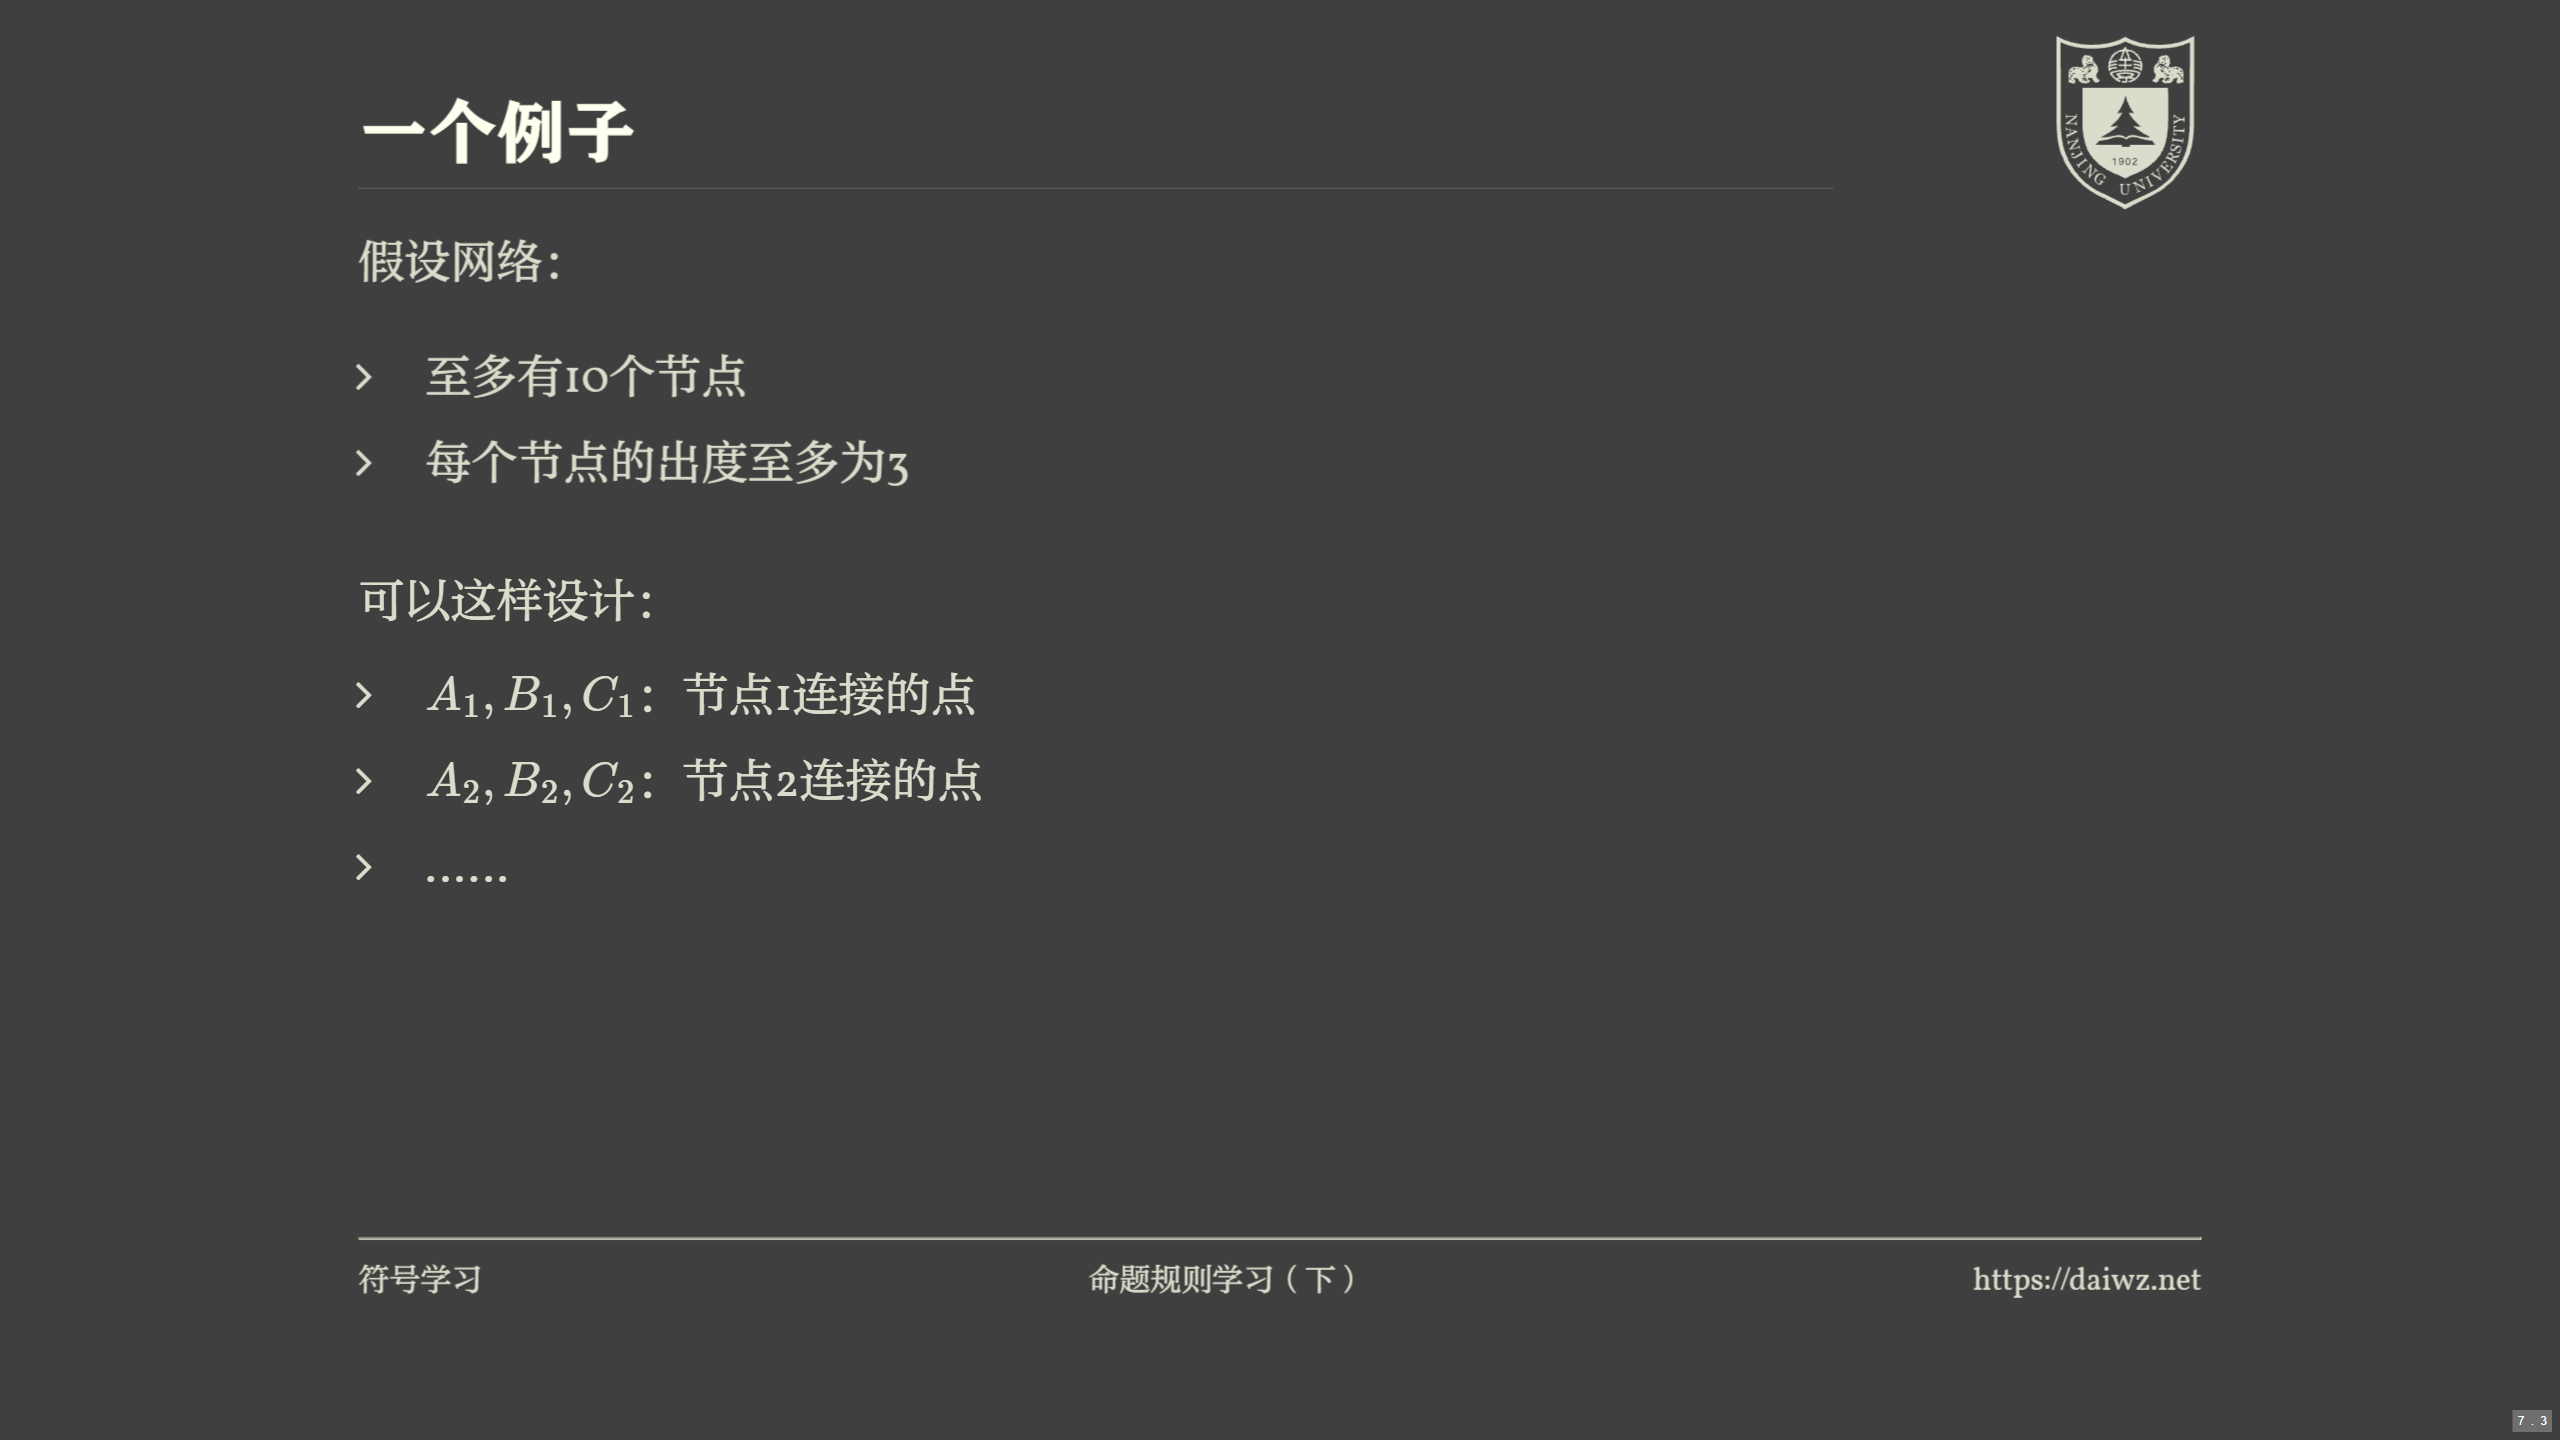 一个例子
NANJING UNIVERSITY
1902
假设网络：
至多有10个节点
每个节点的出度至多为3
可以这样设计：
A₁, B₁, C₁：节点1连接的点
A₂, B₂, C₂：节点2连接的点
......
符号学习
命题规则学习（下）
https://daiwz.net
7 . 3